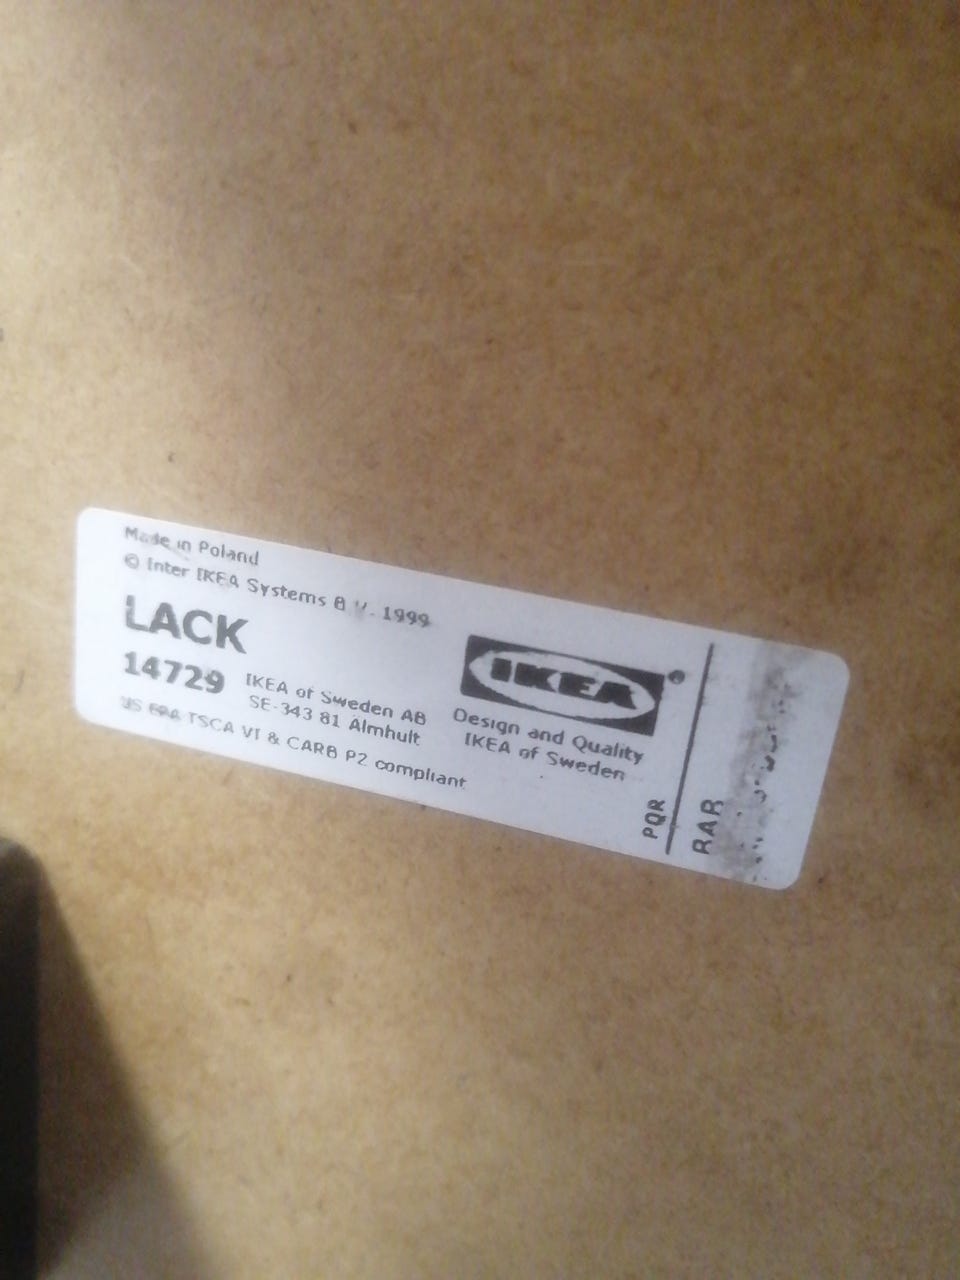 Made in Poland
© Inter IKEA Systems B.V. 1999
LACK
14729
IKEA of Sweden AB
SE-343 81 Älmhult
US EPA TSCA VI & CARB P2 compliant
IKEA®
Design and Quality
IKEA of Sweden
PQR
RAR